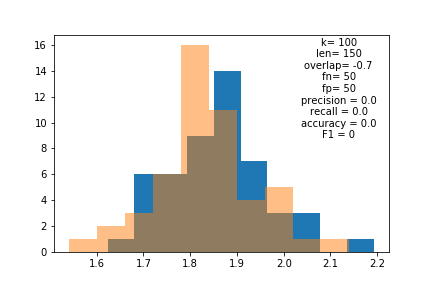 k= 100
len= 150
overlap= -0.7
fn= 50
fp= 50
precision = 0.0
recall = 0.0
accuracy = 0.0
F1 = 0
16
14
12
10
8
6
4
2
0
1.6 1.7 1.8 1.9 2.0 2.1 2.2